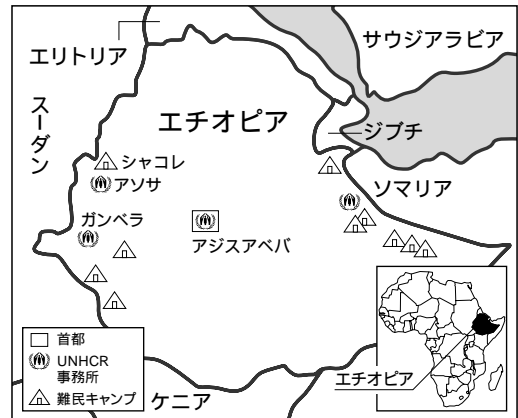 サウジアラビア
エリトリア
スーダン
エチオピア
ジブチ
シャコレ
アソサ
ソマリア
ガンベラ
アジスアベバ
首都
UNHCR
事務所
難民キャンプ
ケニア
エチオピア